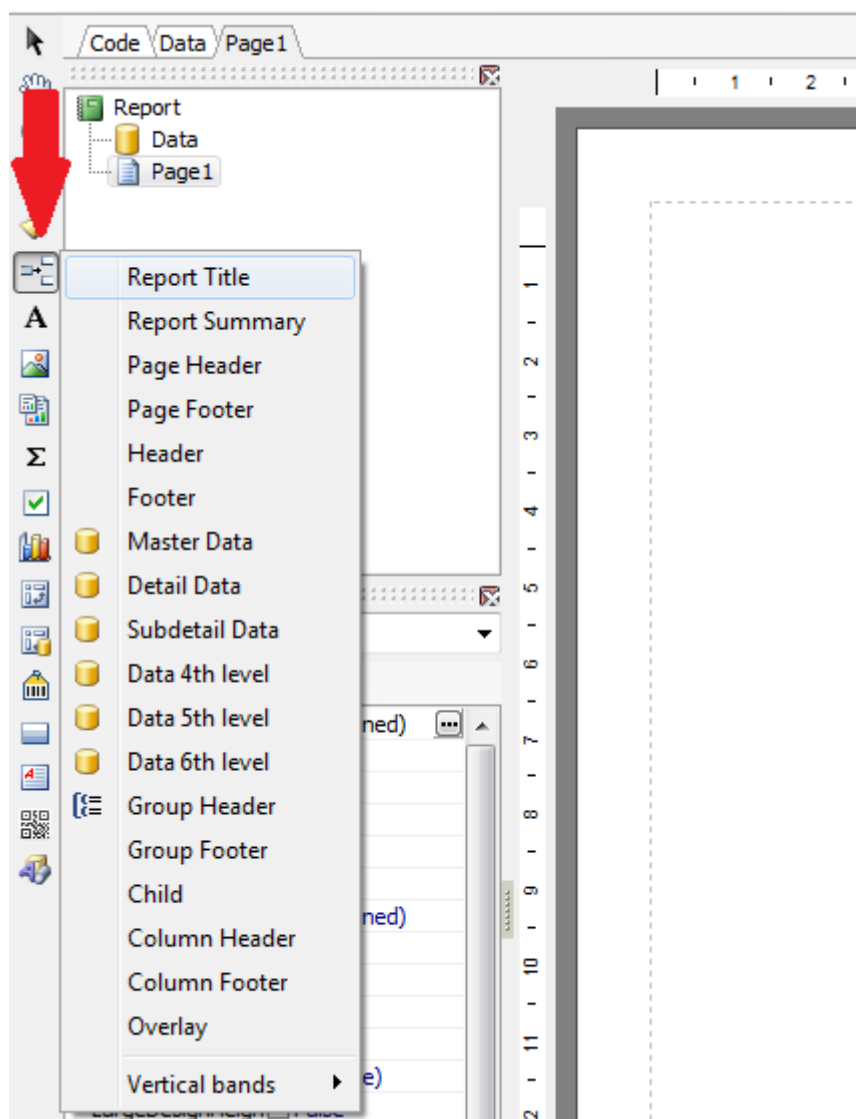 Code Data Page1
Report
Data
Page1
Report Title
Report Summary
Page Header
Page Footer
Header
Footer
Master Data
Detail Data
Subdetail Data
Data 4th level
Data 5th level
Data 6th level
Group Header
Group Footer
Child
Column Header
Column Footer
Overlay
Vertical bands
ned)
ned)
e)
A
Σ
1 2
1
2
3
4
5
6
7
8
9
10
11